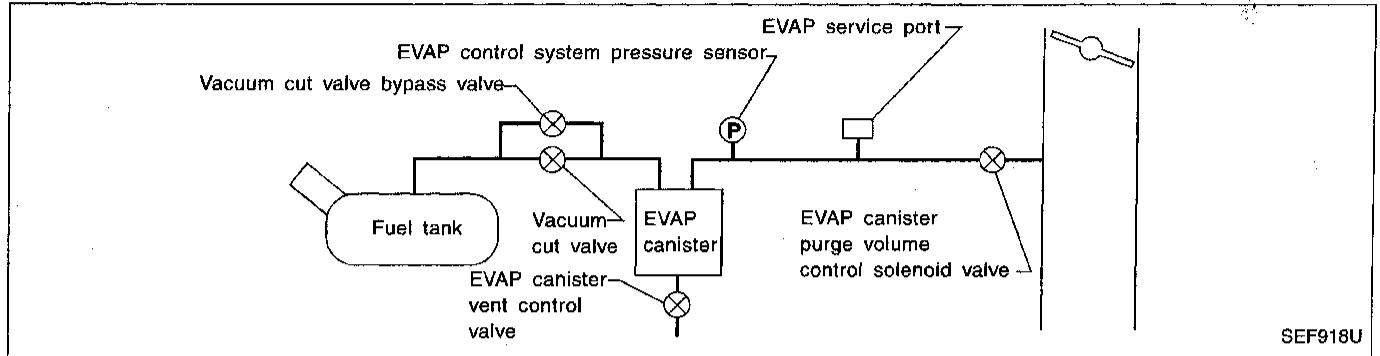 EVAP service port
EVAP control system pressure sensor
Vacuum cut valve bypass valve
P
Fuel tank
Vacuum
cut valve
EVAP
canister
EVAP canister
purge volume
control solenoid valve
EVAP canister
vent control
valve
SEF918U